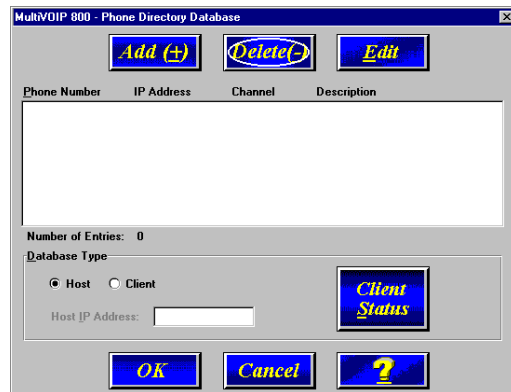 MultiVOIP 800 - Phone Directory Database
Add (+) Delete(-) Edit
Phone Number IP Address Channel Description
Number of Entries: 0
Database Type
Host Client
Host IP Address:
Client Status
OK Cancel ?